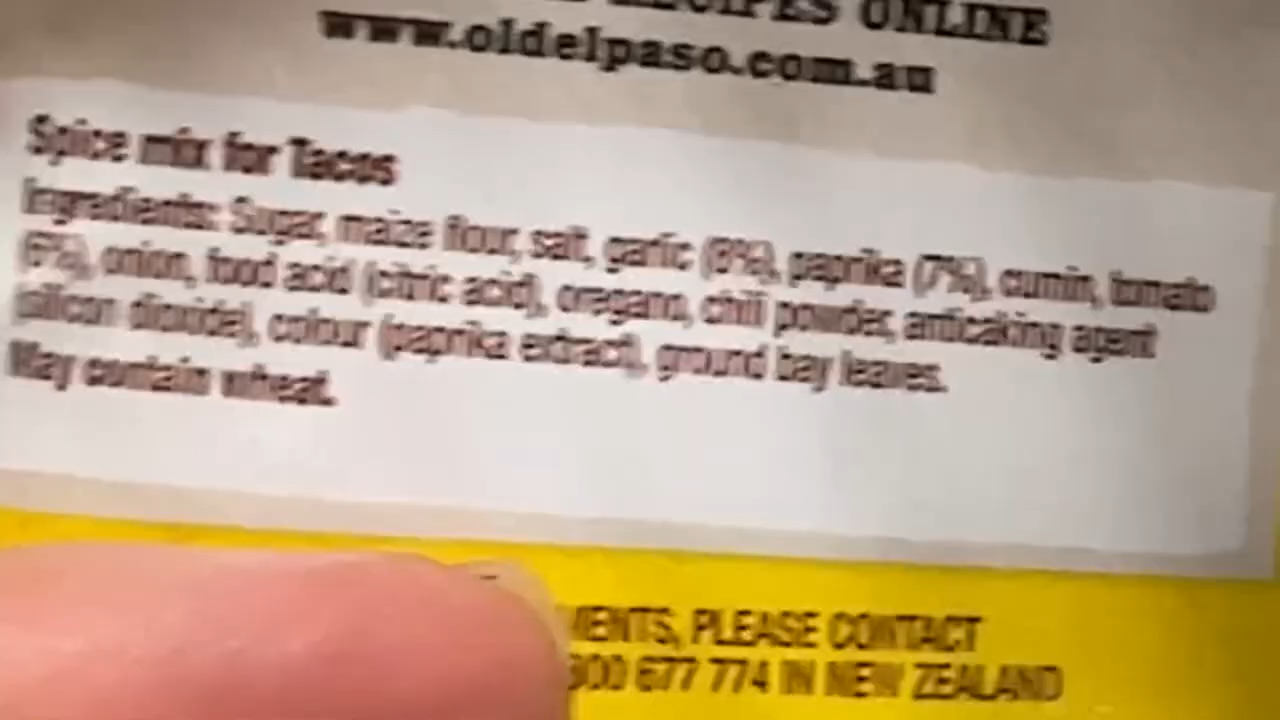 RECIPES ONLINE
www.oldelpaso.com.au
Spice mix for Tacos
Ingredients: Sugar, maize flour, salt, garlic (8%), paprika (7%), cumin, tomato
(6%), onion, food acid (citric acid), oregano, chili powder, anticaking agent
(silicon dioxide), colour (paprika extract), ground bay leaves.
May contain wheat.
MENTS, PLEASE CONTACT
800 677 774 IN NEW ZEALAND